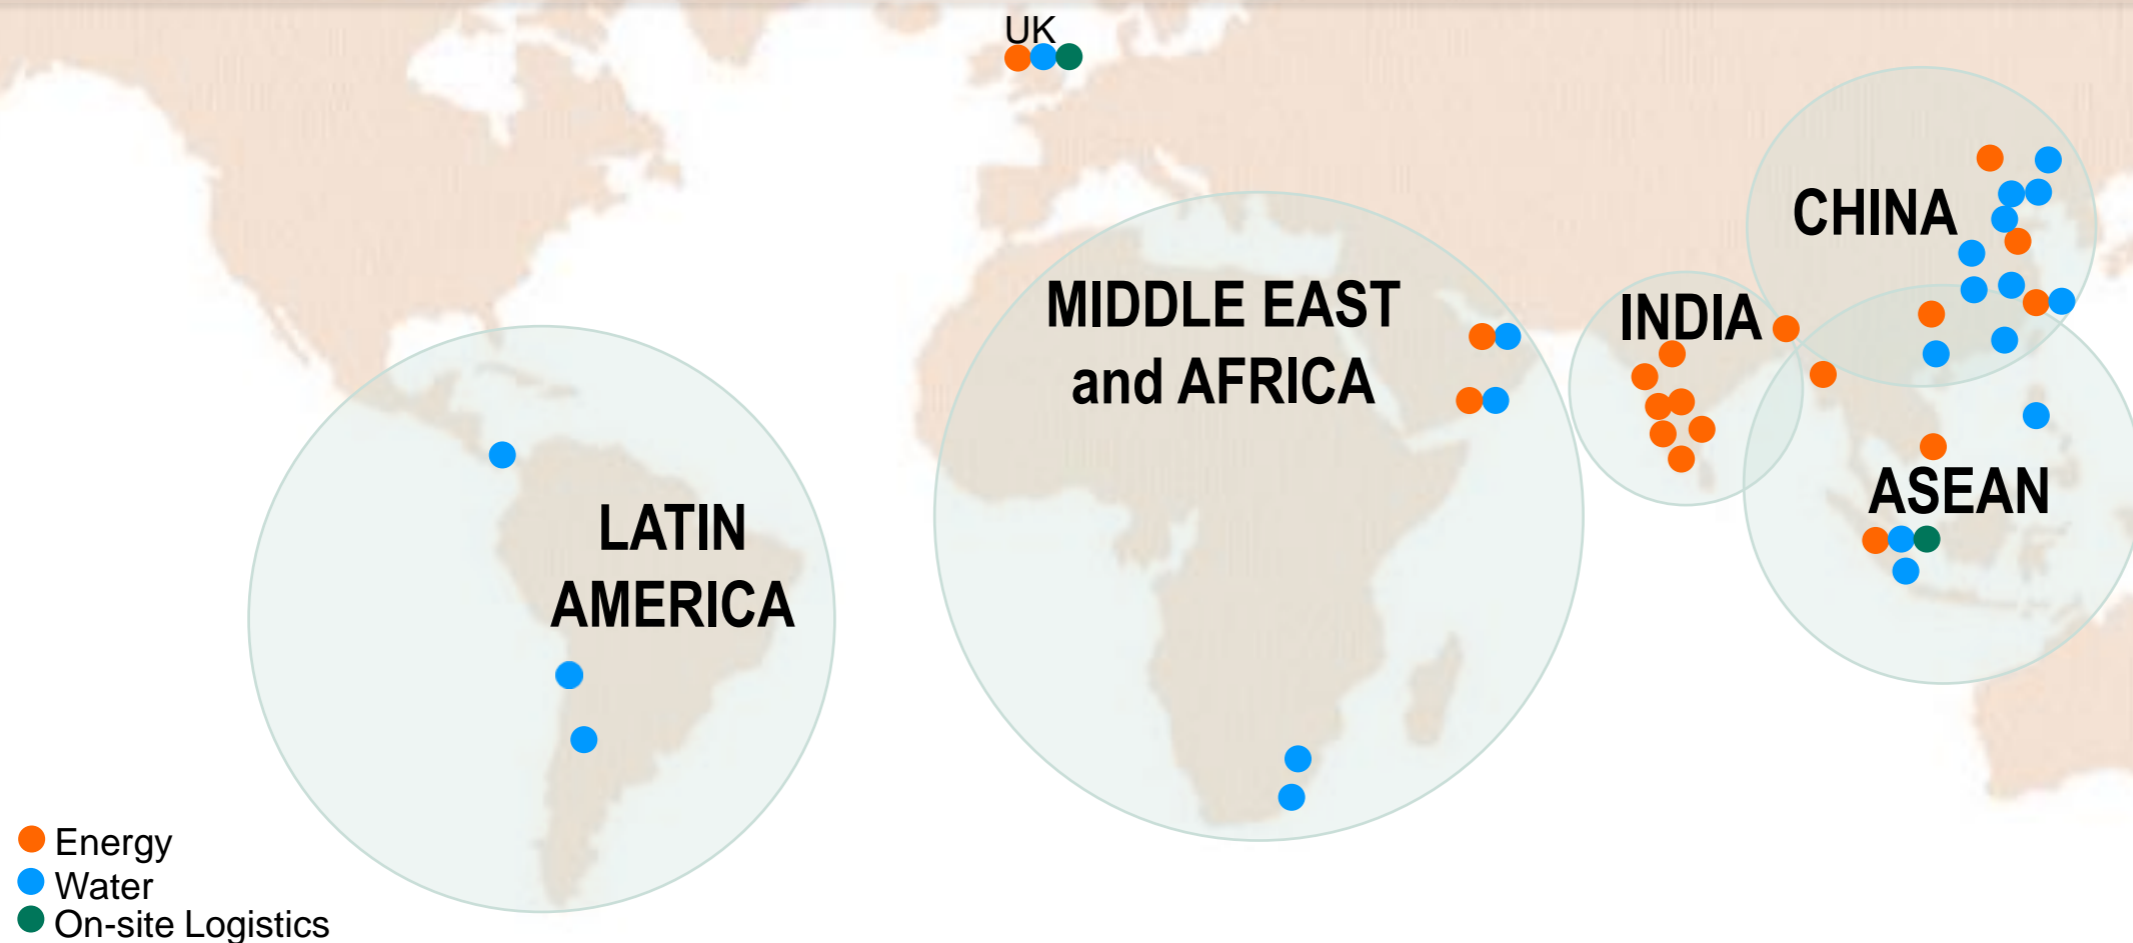 UK
CHINA
MIDDLE EAST
and AFRICA
INDIA
ASEAN
LATIN
AMERICA
Energy
Water
On-site Logistics